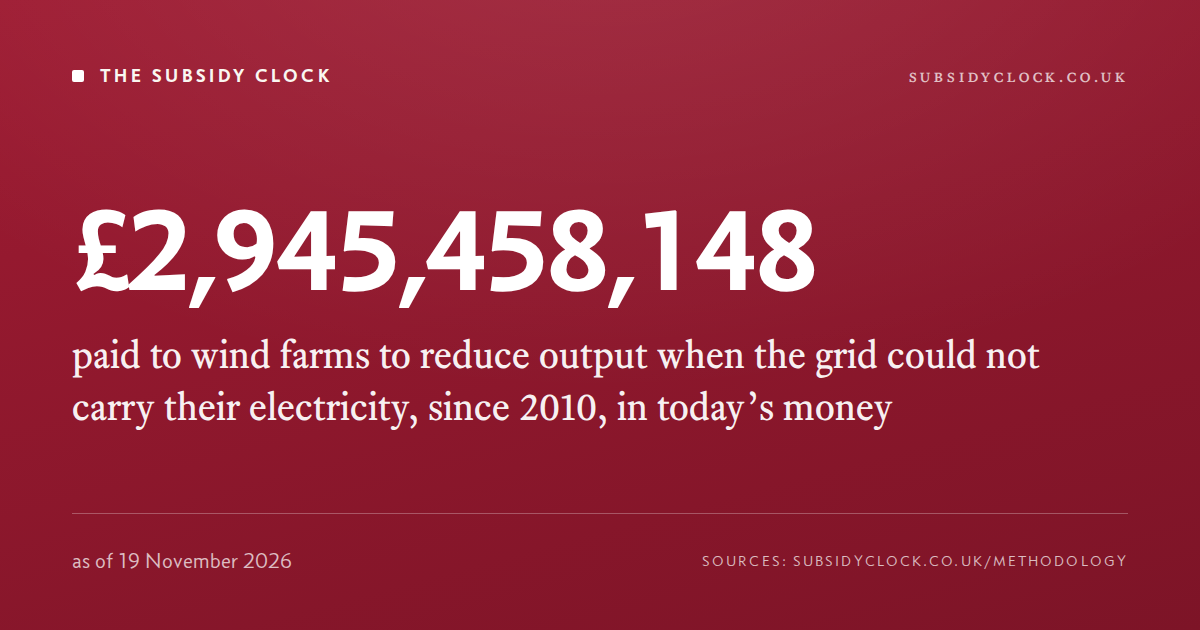 THE SUBSIDY CLOCK
SUBSIDYCLOCK.CO.UK
£2,945,458,148
paid to wind farms to reduce output when the grid could not
carry their electricity, since 2010, in today’s money
as of 19 November 2026
SOURCES: SUBSIDYCLOCK.CO.UK/METHODOLOGY